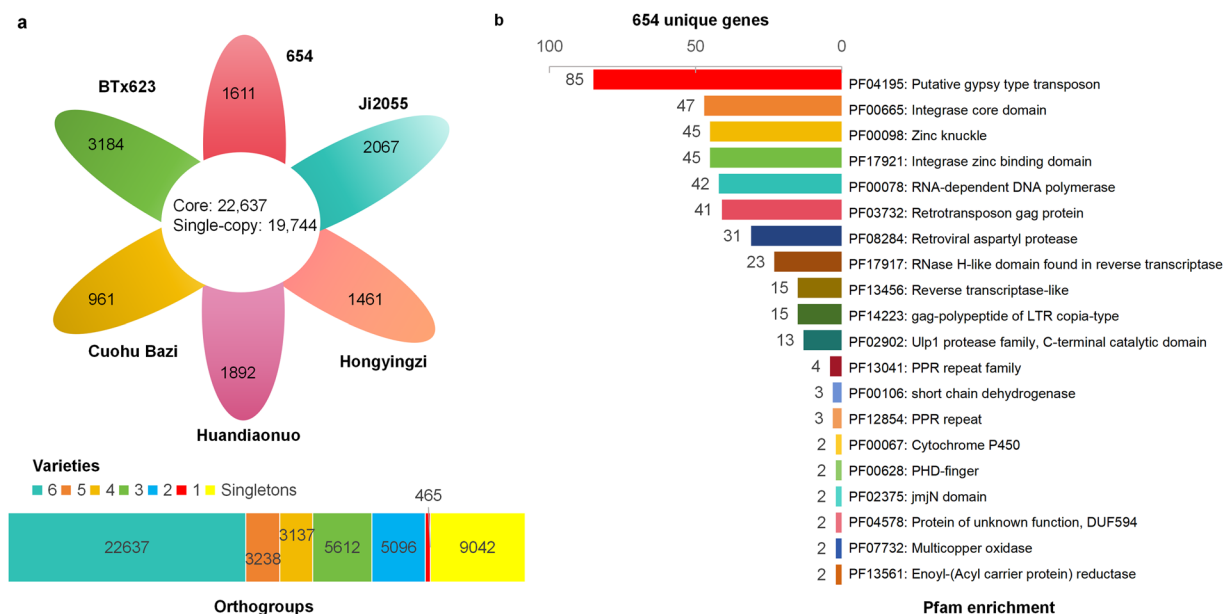 a
654
BTx623
Ji2055
1611
3184
2067
Core: 22,637
Single-copy: 19,744
961
1461
Cuohu Bazi
Hongyingzi
1892
Huandiaonuo
Varieties
6 5 4 3 2 1 Singletons
465
22637 3238 3137 5612 5096 9042
Orthogroups
b
654 unique genes
100 50 0
85 PF04195: Putative gypsy type transposon
47 PF00665: Integrase core domain
45 PF00098: Zinc knuckle
45 PF17921: Integrase zinc binding domain
42 PF00078: RNA-dependent DNA polymerase
41 PF03732: Retrotransposon gag protein
31 PF08284: Retroviral aspartyl protease
23 PF17917: RNase H-like domain found in reverse transcriptase
15 PF13456: Reverse transcriptase-like
15 PF14223: gag-polypeptide of LTR copia-type
13 PF02902: Ulp1 protease family, C-terminal catalytic domain
4 PF13041: PPR repeat family
3 PF00106: short chain dehydrogenase
3 PF12854: PPR repeat
2 PF00067: Cytochrome P450
2 PF00628: PHD-finger
2 PF02375: jmjN domain
2 PF04578: Protein of unknown function, DUF594
2 PF07732: Multicopper oxidase
2 PF13561: Enoyl-(Acyl carrier protein) reductase
Pfam enrichment